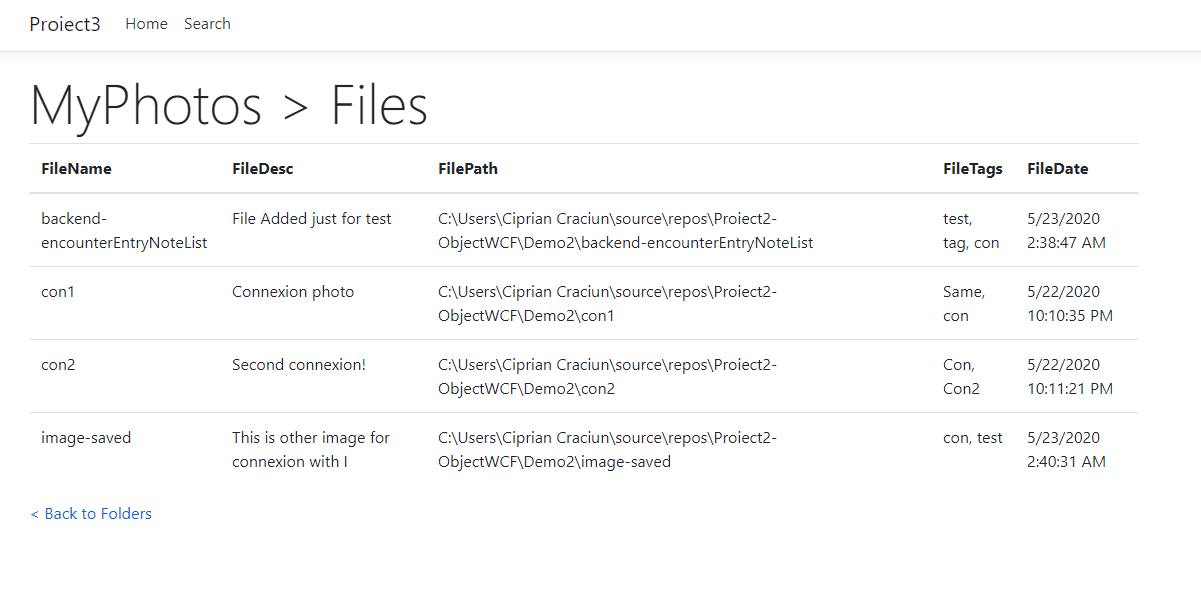 Proiect3 Home Search
MyPhotos > Files
FileName FileDesc FilePath FileTags FileDate
backend- File Added just for test C:\Users\Ciprian Craciun\source\repos\Proiect2- test, 5/23/2020
encounterEntryNoteList ObjectWCF\Demo2\backend-encounterEntryNoteList tag, con 2:38:47 AM
con1 Connexion photo C:\Users\Ciprian Craciun\source\repos\Proiect2- Same, 5/22/2020
ObjectWCF\Demo2\con1 con 10:10:35 PM
con2 Second connexion! C:\Users\Ciprian Craciun\source\repos\Proiect2- Con, 5/22/2020
ObjectWCF\Demo2\con2 Con2 10:11:21 PM
image-saved This is other image for C:\Users\Ciprian Craciun\source\repos\Proiect2- con, test 5/23/2020
connexion with I ObjectWCF\Demo2\image-saved 2:40:31 AM
< Back to Folders